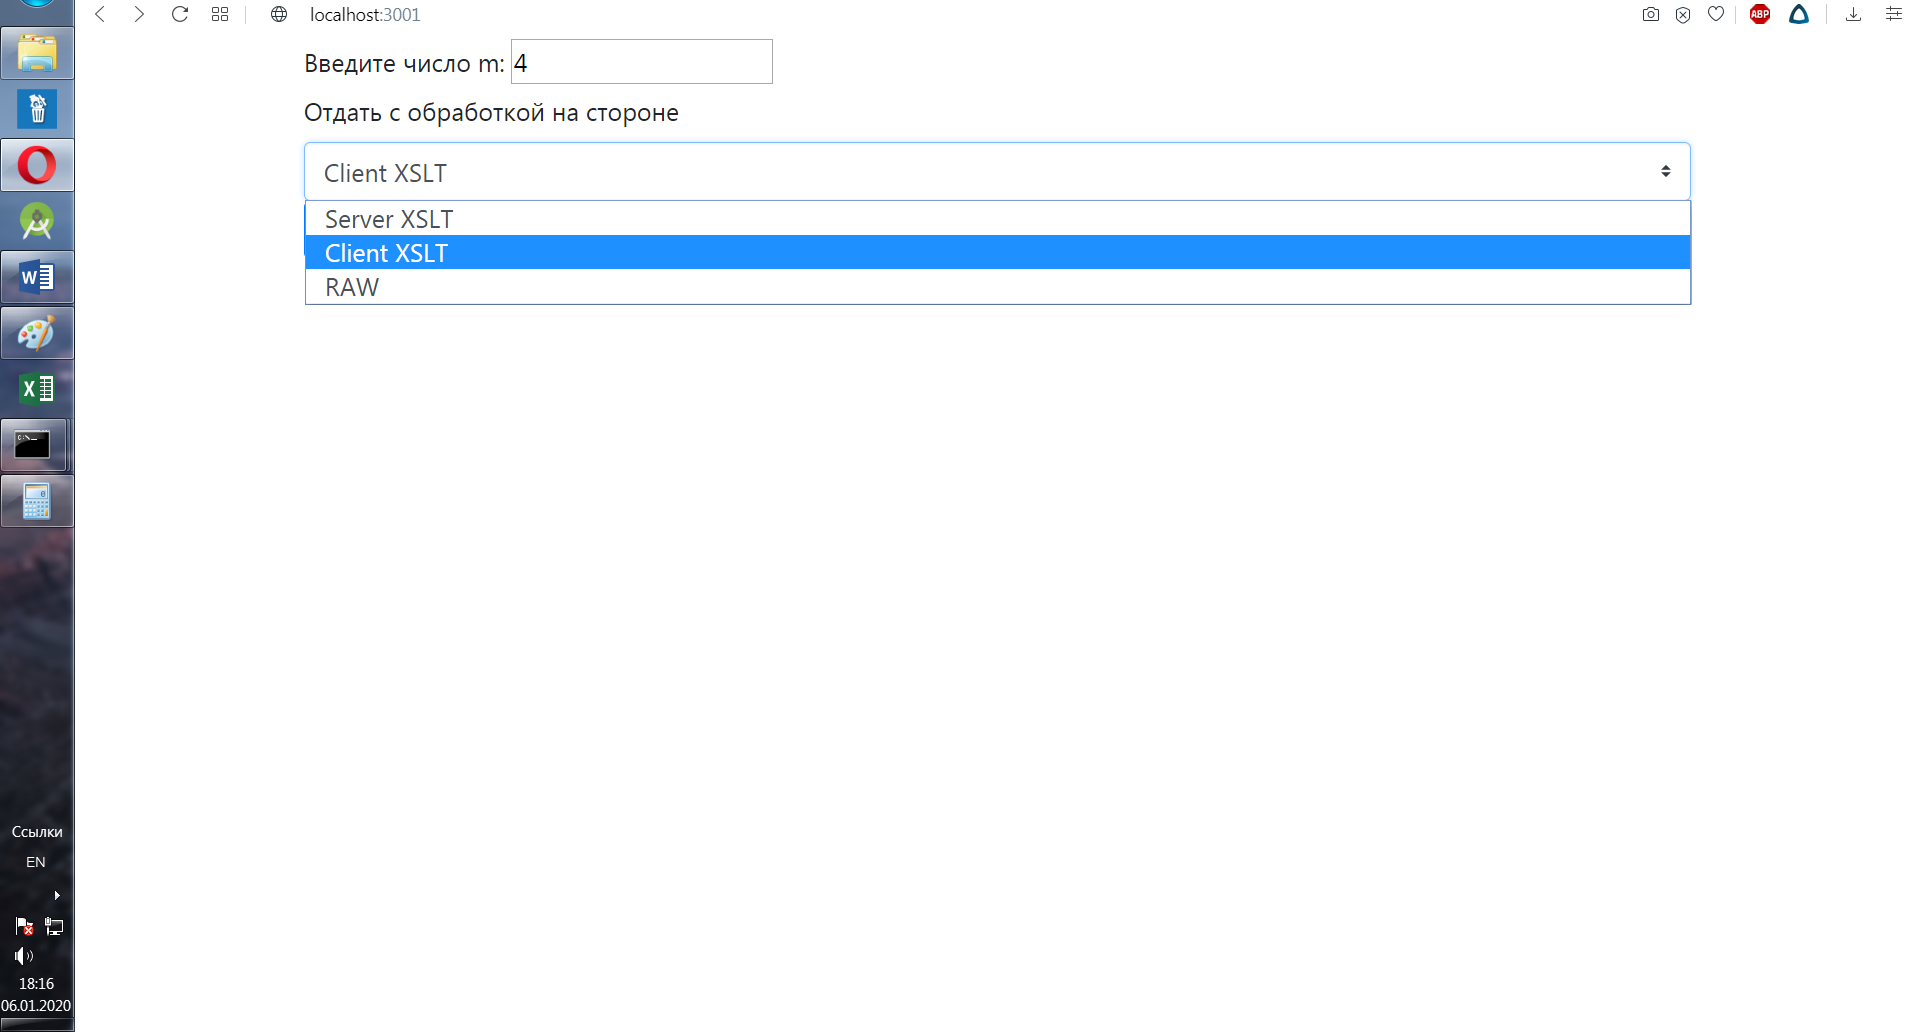 localhost:3001
ABP
Введите число m: 4
Отдать с обработкой на стороне
Client XSLT
Server XSLT
Client XSLT
RAW
Ссылки
EN
18:16
06.01.2020